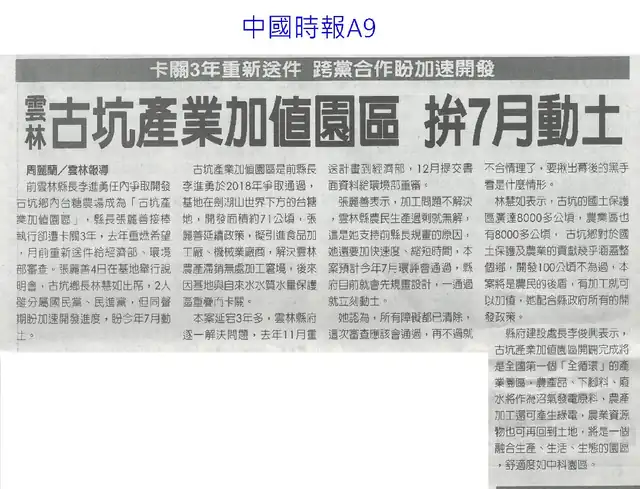 中國時報A9
卡關3年重新送件 跨黨合作盼加速開發
雲林 古坑產業加值園區 拚7月動土
周麗蘭／雲林報導
前雲林縣長李進勇任內爭取開發
古坑鄉內台糖農場成為「古坑產
業加值園區」，縣長張麗善接棒
執行卻遭卡關3年，去年重燃希望
，月前重新送件給經濟部、環境
部審查。張麗善4日在基地舉行說
明會，古坑鄉長林慧如出席，2人
雖分屬國民黨、民進黨，但同聲
期盼加速開發進度，盼今年7月動
土。
古坑產業加值園區是前縣長
李進勇於2018年爭取通過，
基地在劍湖山世界下方的台糖
地，開發面積約71公頃，張
麗善延續政策，擬引進食品加
工廠、機械業廠商，解決雲林
農產滯銷無處加工窘境，後來
因基地與自來水水質水量保護
區重疊而卡關。
本案延宕3年多，雲林縣府
逐一解決問題，去年11月重
送計畫到經濟部，12月提交書
面資料給環境部重審。
張麗善表示，加工問題不解決
，雲林縣農民生產過剩就無解，
這是她支持前縣長規畫的原因，
她還要加快速度、縮短時間，本
案預計今年7月環評會通過，縣
府目前就會先規畫設計，一通過
就立刻動土。
她認為，所有障礙都已清除，
這次審查應該會通過，再不過就
不合情理了，要揪出幕後的黑手
看是什麼情形。
林慧如表示，古坑的國土保護
區廣達8000多公頃，農業區也
有8000多公頃， 古坑鄉對於國
土保護及農業的貢獻幾乎涵蓋整
個鄉，開發100公頃不為過，本
案將是農民的後盾，有加工就可
以加值，她配合縣政府所有的開
發政策。
縣府建設處長李俊興表示，
古坑產業加值園區開闢完成將
是全國第一個「全循環」的產
業園區，農產品、下腳料、廢
水將作為沼氣發電原料、農產
加工還可產生綠電，農業資源
物也可再回到土地，將是一個
融合生產、生活、生態的園區
，舒適度如中科園區。